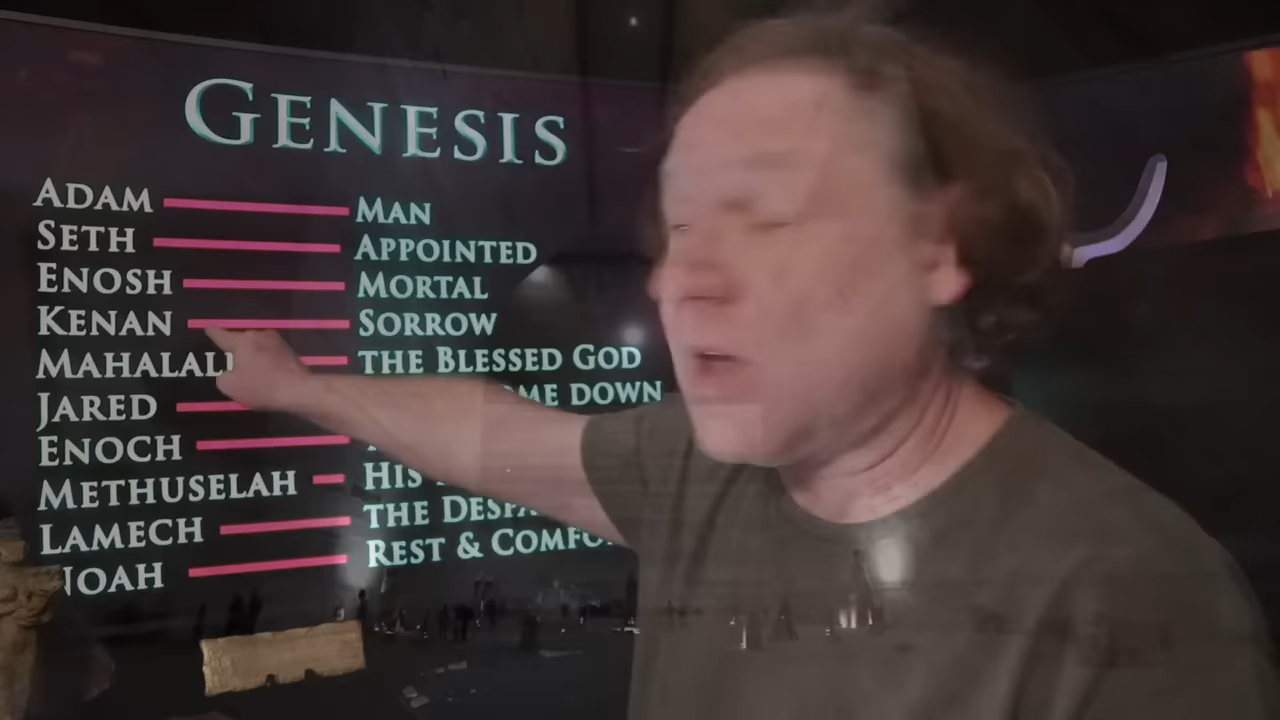 GENESIS
ADAM MAN
SETH APPOINTED
ENOSH MORTAL
KENAN SORROW
MAHALAL THE BLESSED GOD
JARED DOWN
ENOCH
METHUSELAH HIS
LAMECH THE
NOAH REST &